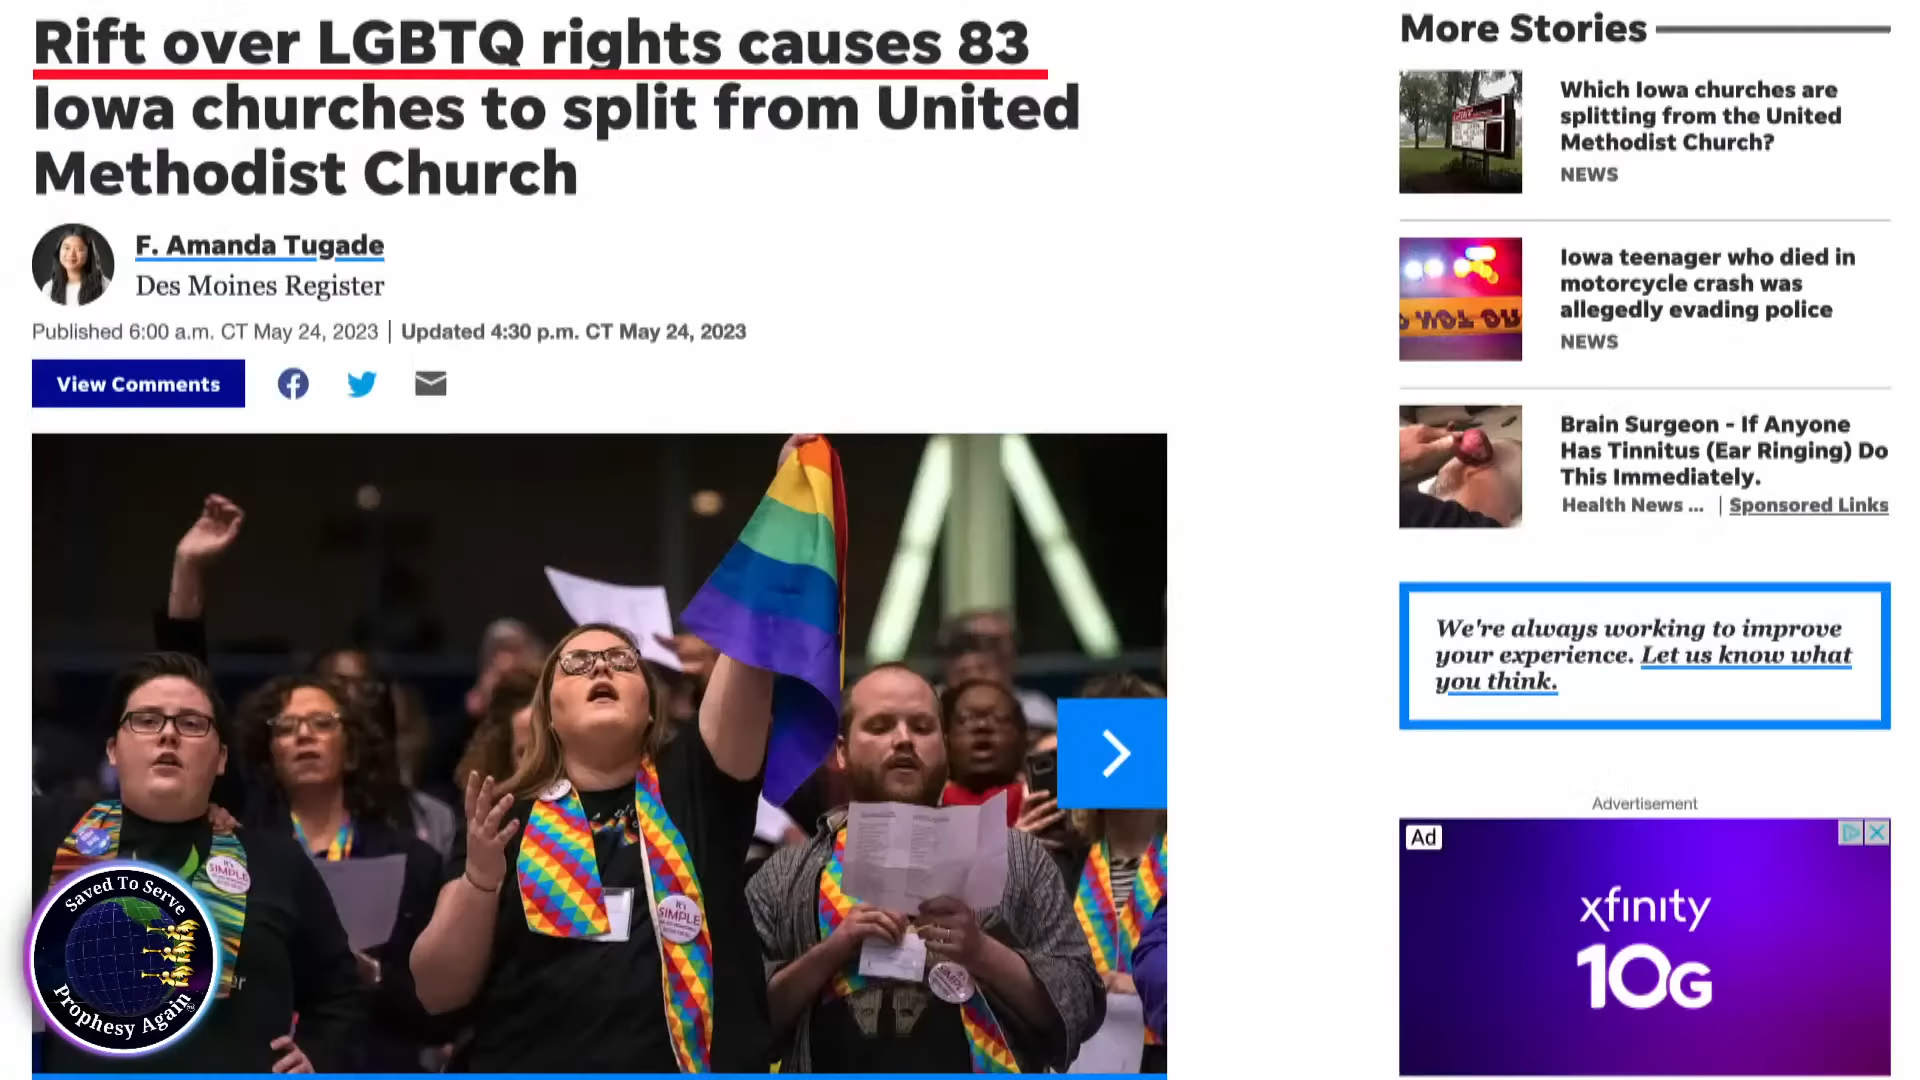 Rift over LGBTQ rights causes 83
Iowa churches to split from United
Methodist Church
F. Amanda Tugade
Des Moines Register
Published 6:00 a.m. CT May 24, 2023 | Updated 4:30 p.m. CT May 24, 2023
View Comments
IT'S
SIMPLE
IT'S
SIMPLE
SIMPLE
Saved To Serve
Prophesy Again
More Stories
Which Iowa churches are
splitting from the United
Methodist Church?
NEWS
Iowa teenager who died in
motorcycle crash was
allegedly evading police
NEWS
Brain Surgeon - If Anyone
Has Tinnitus (Ear Ringing) Do
This Immediately.
Health News ... | Sponsored Links
We're always working to improve
your experience. Let us know what
you think.
Advertisement
Ad
xfinity
10G